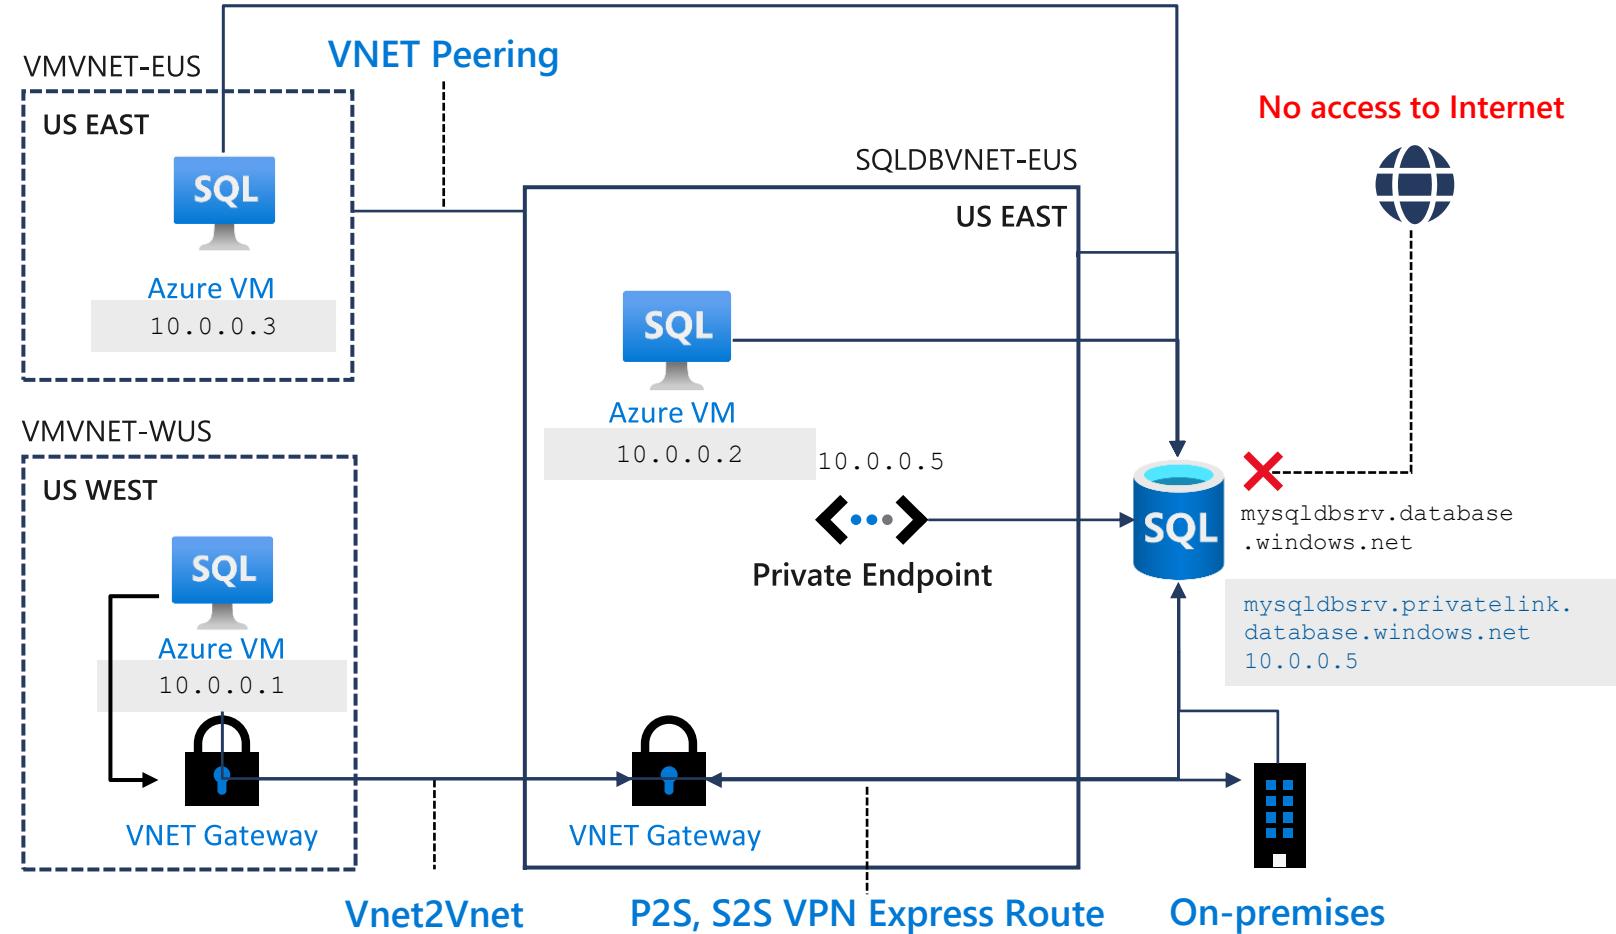 VNET Peering
VMVNET-EUS
US EAST
SQL
Azure VM
10.0.0.3
No access to Internet
SQLDBVNET-EUS
US EAST
SQL
Azure VM
10.0.0.2
10.0.0.5
Private Endpoint
SQL
mysqldbsrv.database
.windows.net
mysqldbsrv.privatelink.
database.windows.net
10.0.0.5
VMVNET-WUS
US WEST
SQL
Azure VM
10.0.0.1
VNET Gateway
VNET Gateway
Vnet2Vnet
P2S, S2S VPN Express Route
On-premises